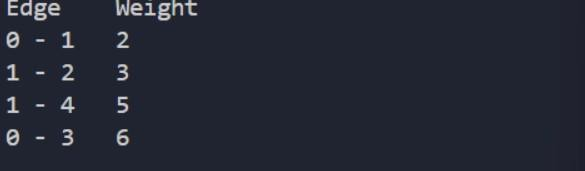 Edge    Weight
0 - 1   2
1 - 2   3
1 - 4   5
0 - 3   6